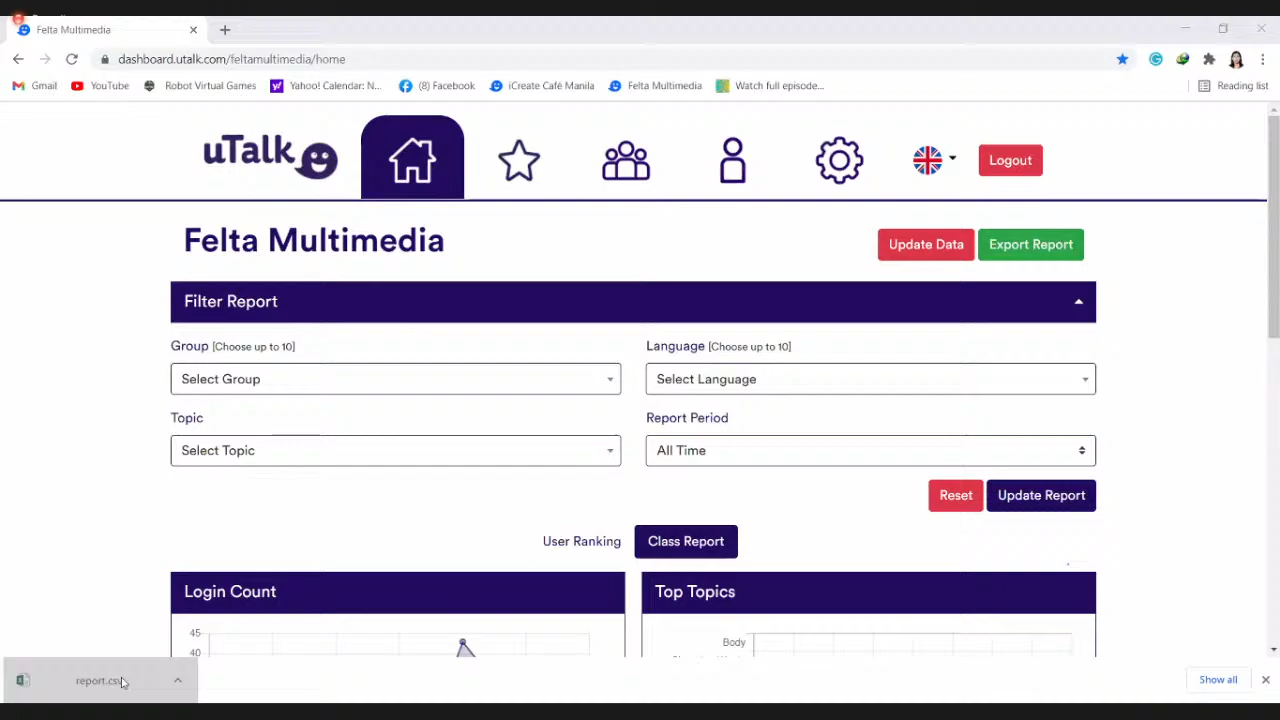 Felta Multimedia
dashboard.utalk.com/feltamultimedia/home
Gmail YouTube Robot Virtual Games Yahoo! Calendar: N... (8) Facebook iCreate Café Manila Felta Multimedia Watch full episode... Reading list
uTalk Logout
Felta Multimedia
Update Data Export Report
Filter Report
Group [Choose up to 10] Language [Choose up to 10]
Select Group Select Language
Topic Report Period
Select Topic All Time
Reset Update Report
User Ranking Class Report
Login Count Top Topics
45
Body
40
report.csv Show all